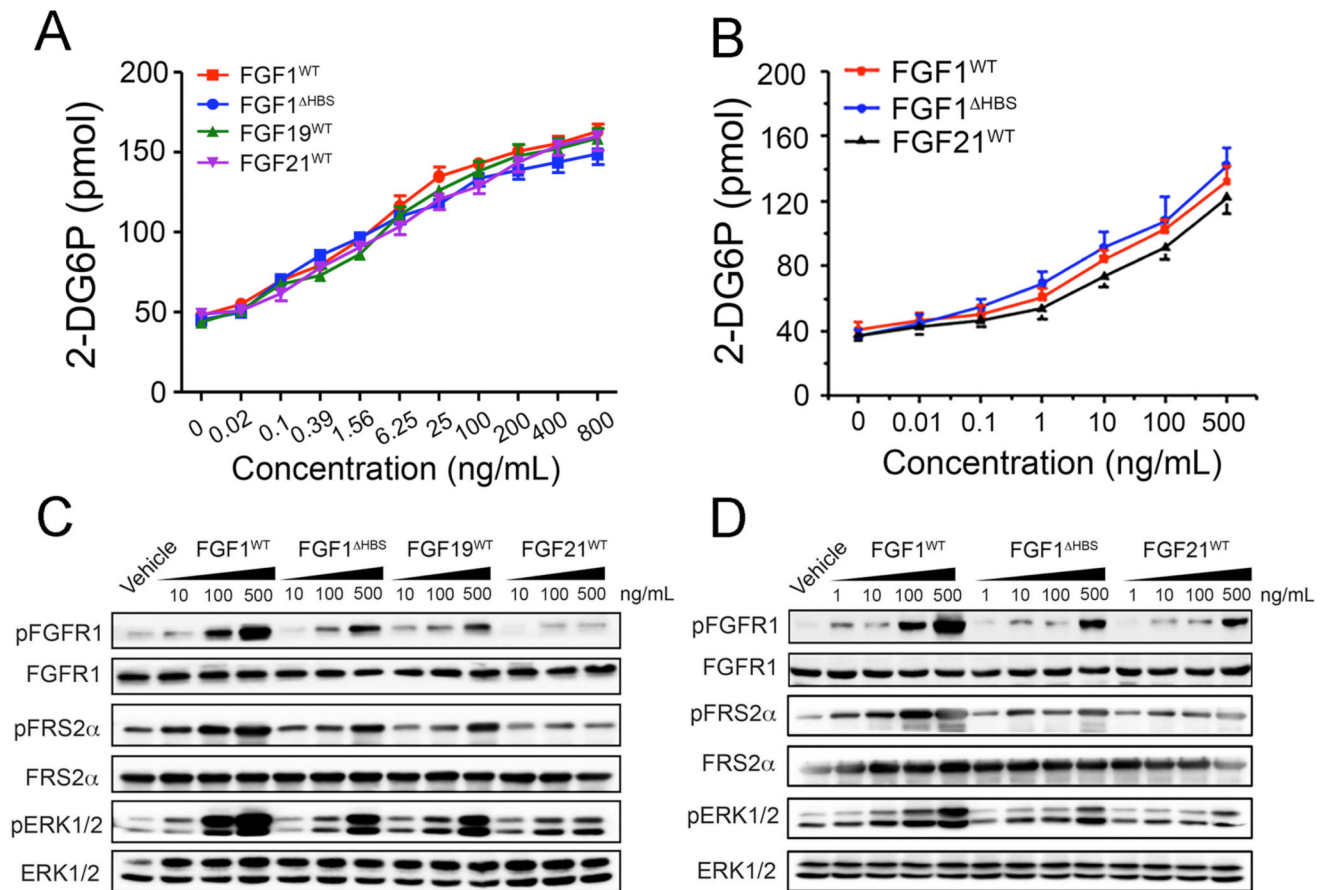 A
FGF1WT
FGF1ΔHBS
FGF19WT
FGF21WT
200
150
100
50
0
2-DG6P (pmol)
0 0.02 0.1 0.39 1.56 6.25 25 100 200 400 800
Concentration (ng/mL)
B
FGF1WT
FGF1ΔHBS
FGF21WT
200
160
120
80
40
0
2-DG6P (pmol)
0 0.01 0.1 1 10 100 500
Concentration (ng/mL)
C
Vehicle FGF1WT FGF1ΔHBS FGF19WT FGF21WT
10 100 500 10 100 500 10 100 500 10 100 500 ng/mL
pFGFR1
FGFR1
pFRS2α
FRS2α
pERK1/2
ERK1/2
D
Vehicle FGF1WT FGF1ΔHBS FGF21WT
1 10 100 500 1 10 100 500 1 10 100 500 ng/mL
pFGFR1
FGFR1
pFRS2α
FRS2α
pERK1/2
ERK1/2